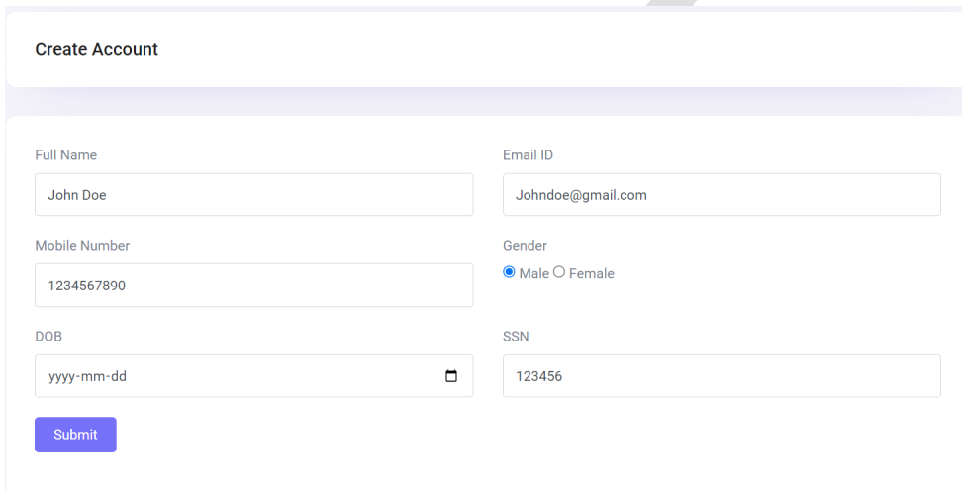 Create Account
Full Name
Email ID
John Doe
Johndoe@gmail.com
Mobile Number
Gender
1234567890
Male Female
DOB
SSN
yyyy-mm-dd
123456
Submit